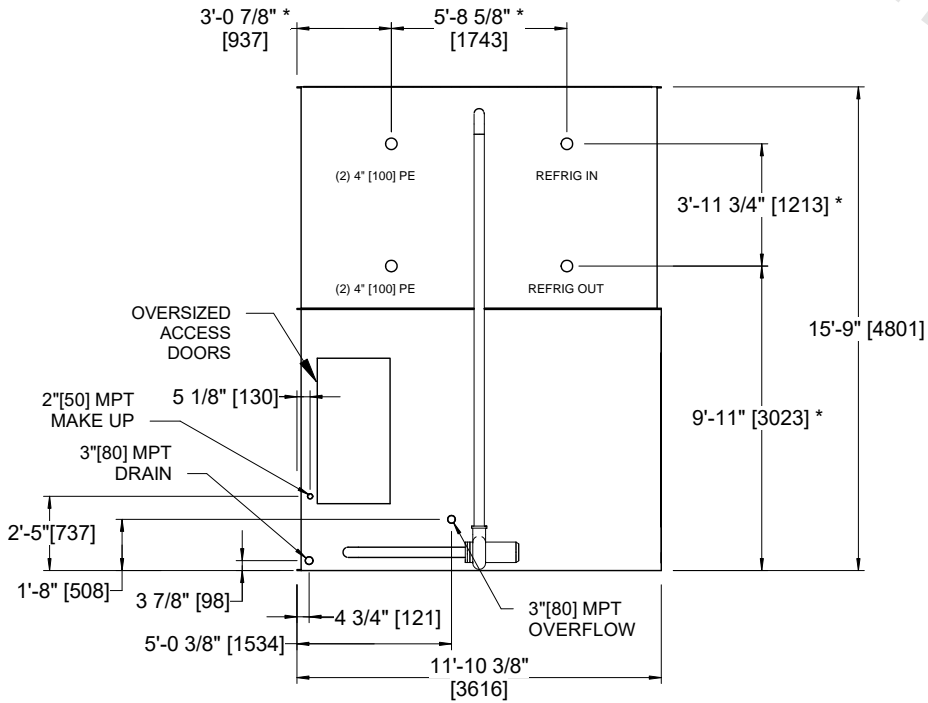 3'-0 7/8" *
[937]
5'-8 5/8" *
[1743]
(2) 4" [100] PE
REFRIG IN
3'-11 3/4" [1213] *
(2) 4" [100] PE
REFRIG OUT
OVERSIZED
ACCESS
DOORS
15'-9" [4801]
2"[50] MPT
MAKE UP
5 1/8" [130]
9'-11" [3023] *
3"[80] MPT
DRAIN
2'-5"[737]
1'-8" [508]
3 7/8" [98]
4 3/4" [121]
3"[80] MPT
OVERFLOW
5'-0 3/8" [1534]
11'-10 3/8"
[3616]